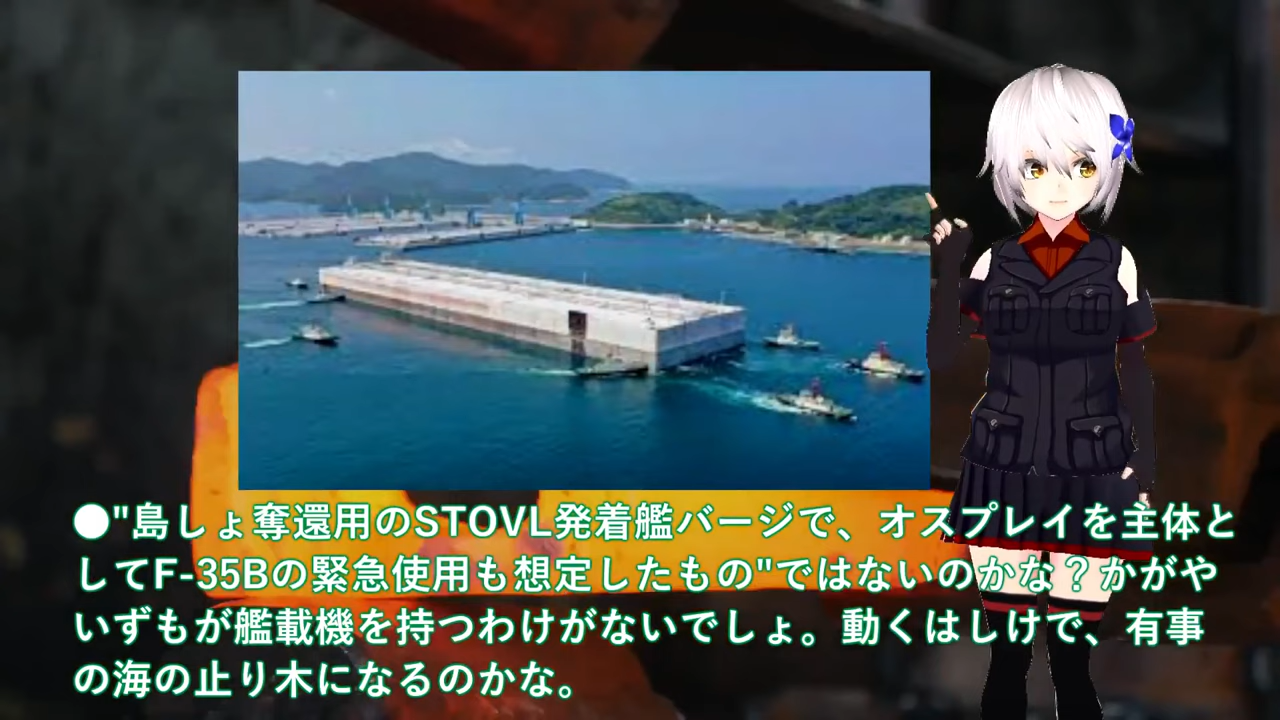 ●"島しょ奪還用のSTOVL発着艦バージで、オスプレイを主体と
してF-35Bの緊急使用も想定したもの"ではないのかな？かがや
いずもが艦載機を持つわけがないでしょ。動くはしけで、有事
の海の止り木になるのかな。